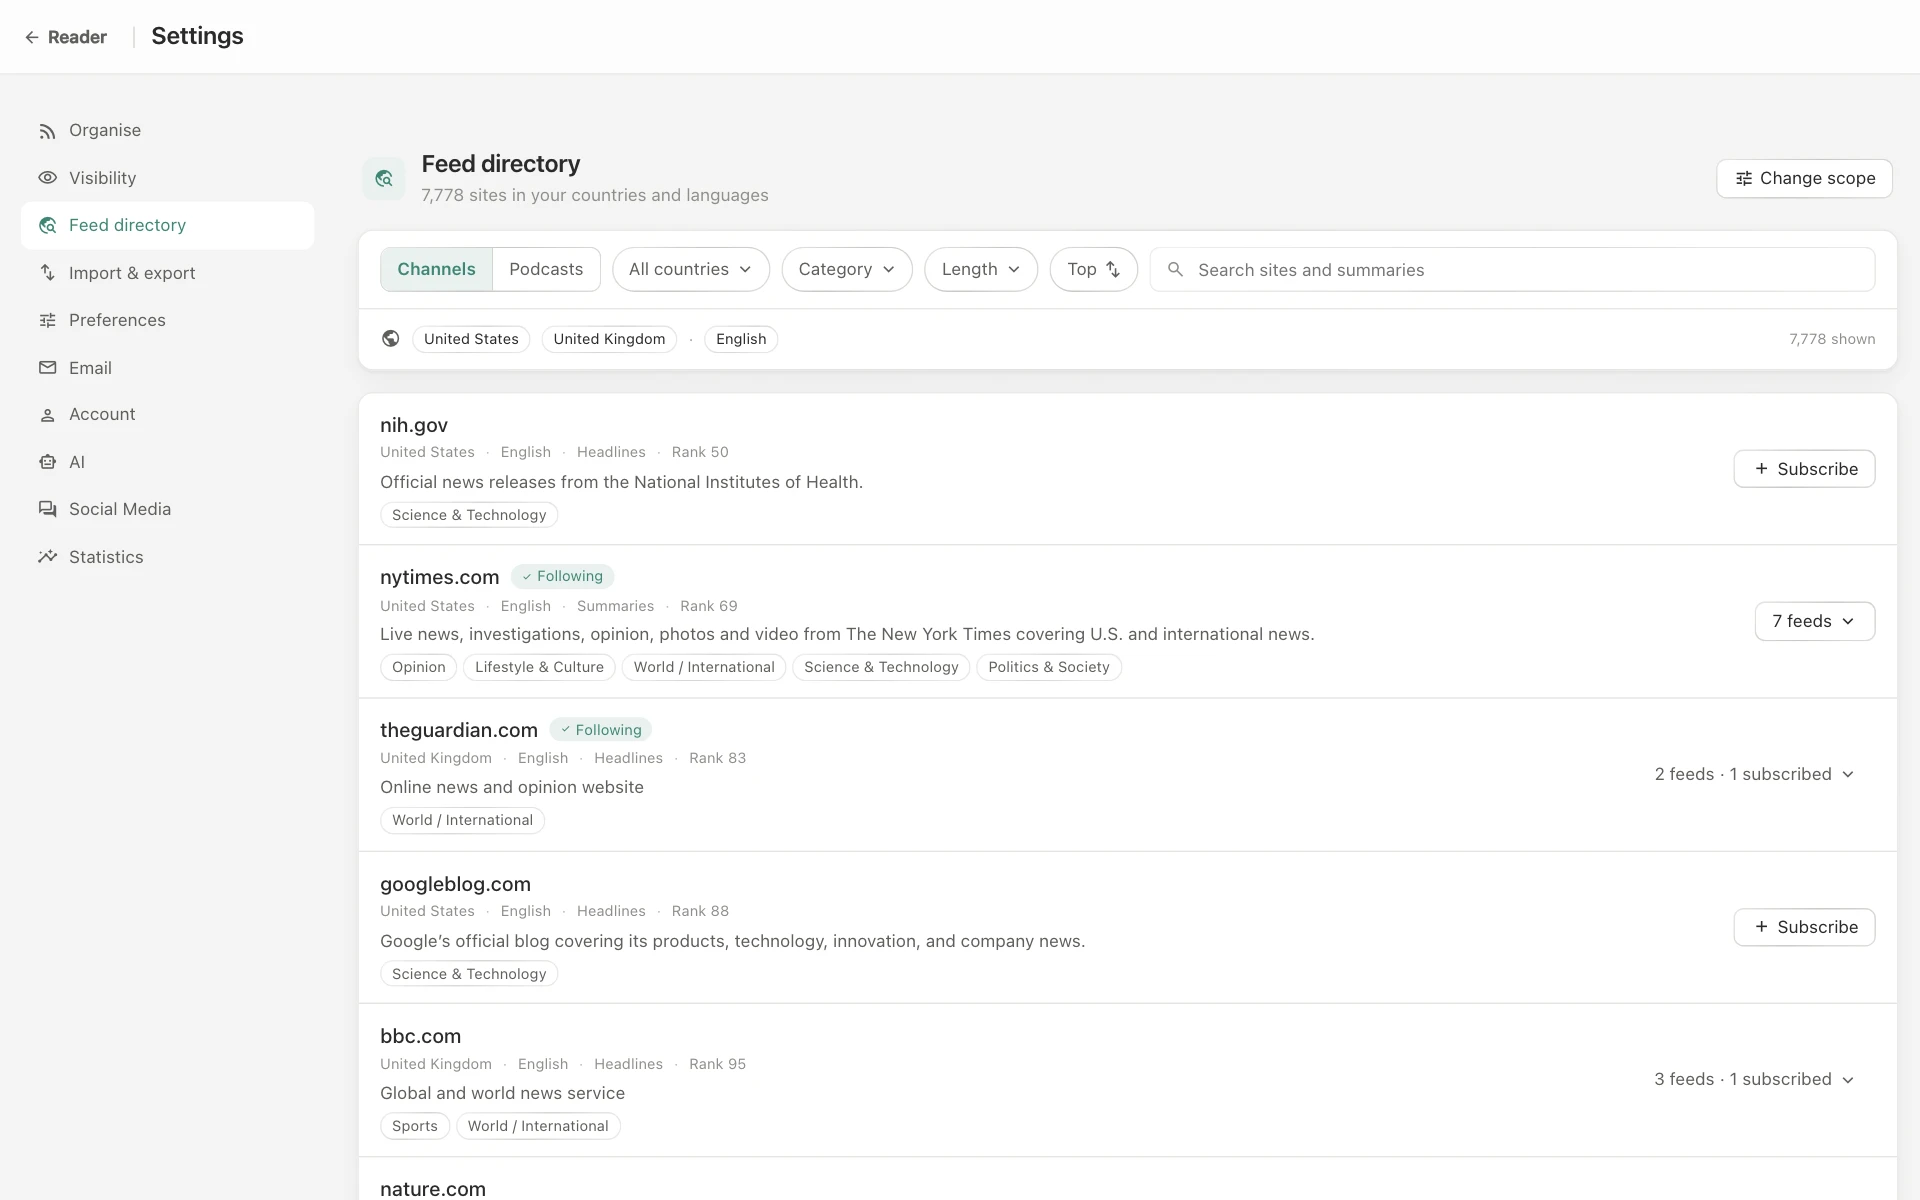 Reader
Settings
Organise
Visibility
Feed directory
Import & export
Preferences
Email
Account
AI
Social Media
Statistics
Feed directory
7,778 sites in your countries and languages
Change scope
Channels
Podcasts
All countries
Category
Length
Top
Search sites and summaries
United States
United Kingdom
·
English
7,778 shown
nih.gov
United States · English · Headlines · Rank 50
Official news releases from the National Institutes of Health.
Science & Technology
+ Subscribe
nytimes.com
✓ Following
United States · English · Summaries · Rank 69
Live news, investigations, opinion, photos and video from The New York Times covering U.S. and international news.
Opinion
Lifestyle & Culture
World / International
Science & Technology
Politics & Society
7 feeds
theguardian.com
✓ Following
United Kingdom · English · Headlines · Rank 83
Online news and opinion website
World / International
2 feeds · 1 subscribed
googleblog.com
United States · English · Headlines · Rank 88
Google’s official blog covering its products, technology, innovation, and company news.
Science & Technology
+ Subscribe
bbc.com
United Kingdom · English · Headlines · Rank 95
Global and world news service
Sports
World / International
3 feeds · 1 subscribed
nature.com